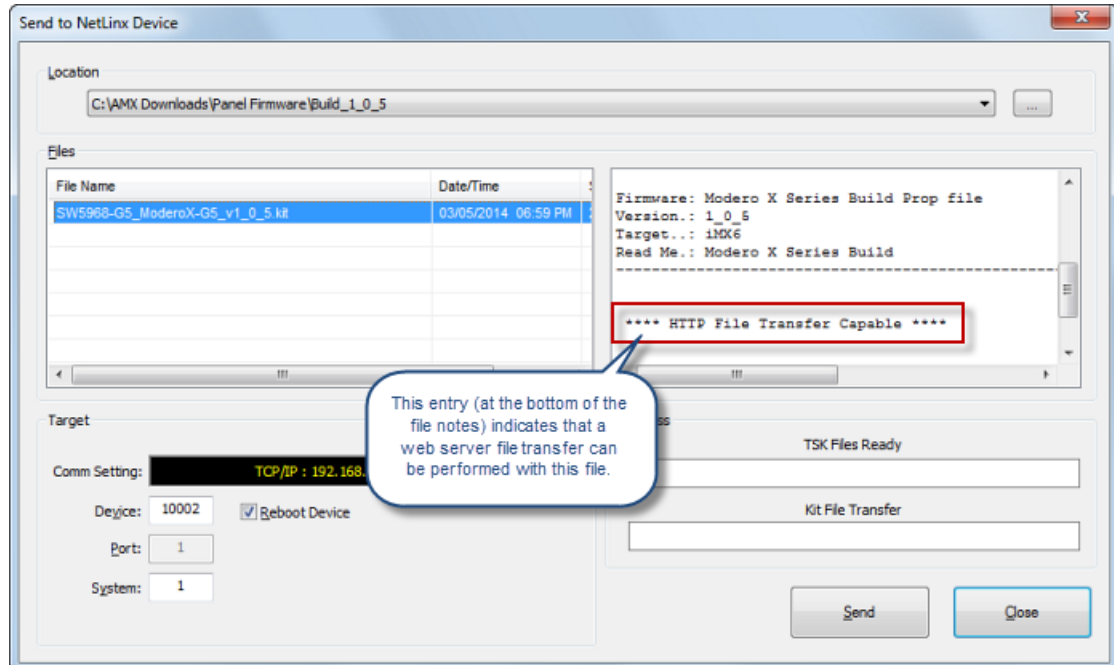 Send to NetLinx Device
x
Location
C:\AMX Downloads\Panel Firmware\Build_1_0_5
...
Files
File Name Date/Time
SW5968-G5_ModeroX-G5_v1_0_5.kit 03/05/2014 06:59 PM
Firmware: Modero X Series Build Prop file
Version.: 1_0_5
Target..: iMX6
Read Me.: Modero X Series Build
--------------------------------------------------------
**** HTTP File Transfer Capable ****
This entry (at the bottom of the
file notes) indicates that a
web server file transfer can
be performed with this file.
Target
Comm Setting: TCP/IP : 192.168.
Device: 10002 Reboot Device
Port: 1
System: 1
TSK Files Ready
Kit File Transfer
Send Close